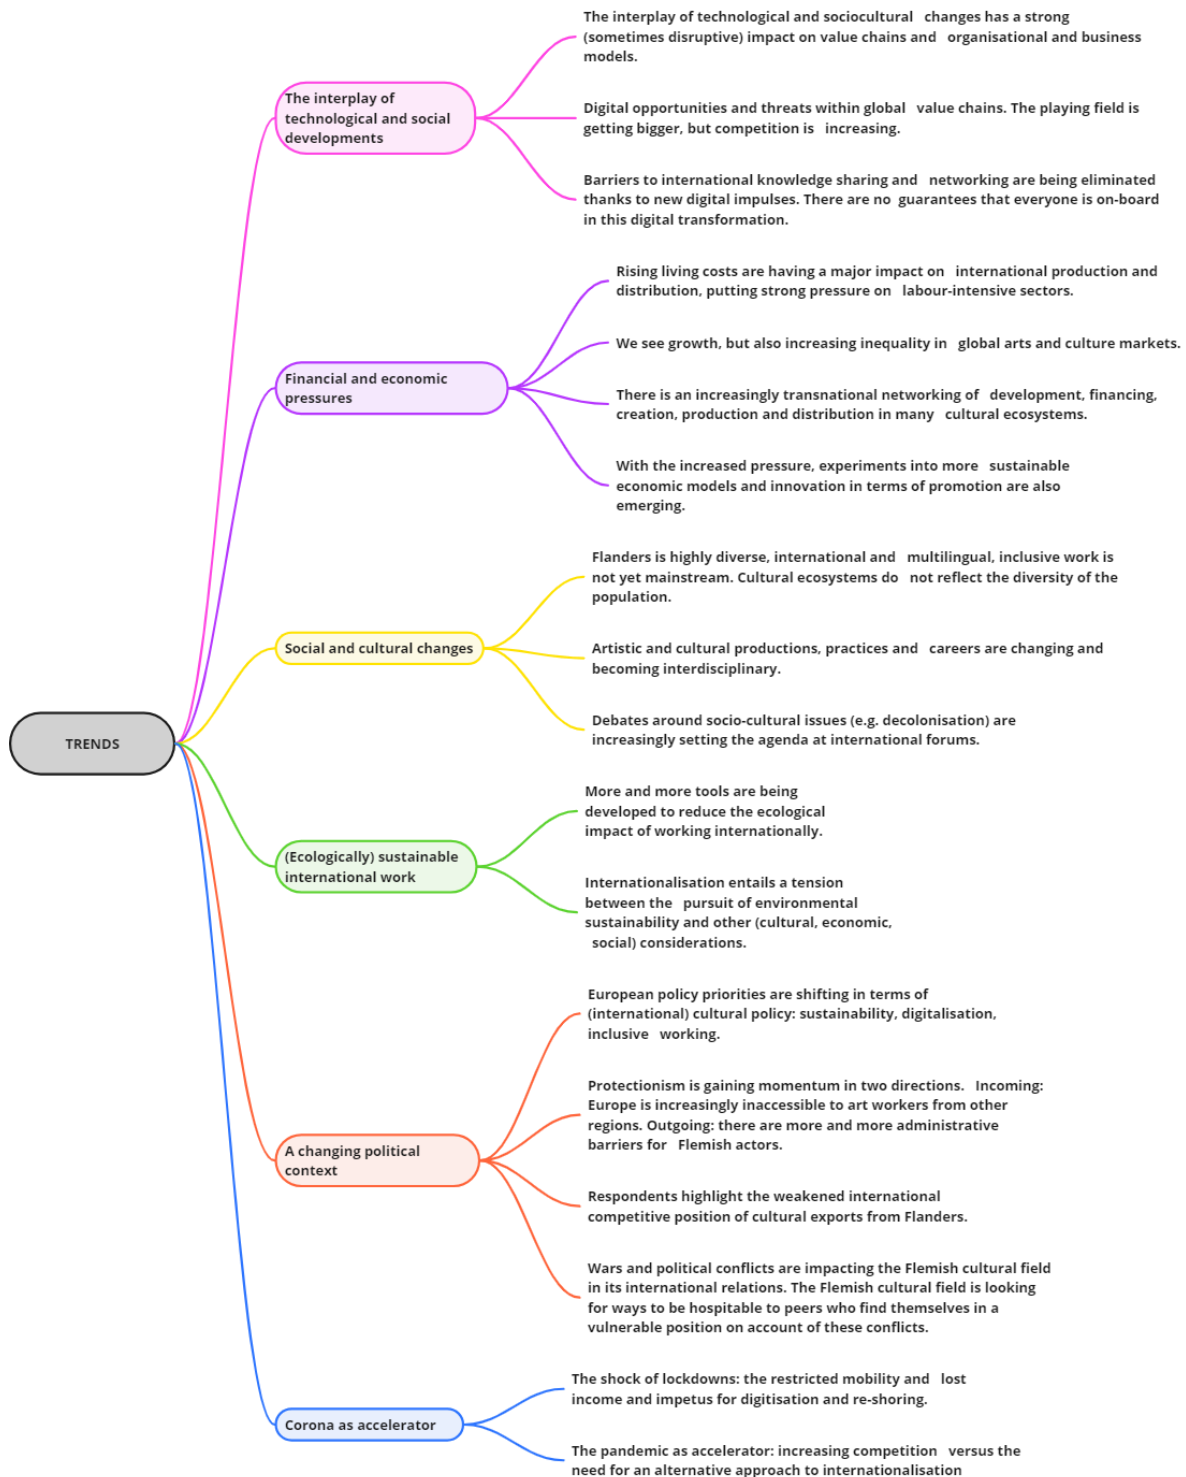 The interplay of technological and sociocultural changes has a strong
(sometimes disruptive) impact on value chains and organisational and business
models.
The interplay of
technological and social
developments
Digital opportunities and threats within global value chains. The playing field is
getting bigger, but competition is increasing.
Barriers to international knowledge sharing and networking are being eliminated
thanks to new digital impulses. There are no guarantees that everyone is on-board
in this digital transformation.
Financial and economic
pressures
Rising living costs are having a major impact on international production and
distribution, putting strong pressure on labour-intensive sectors.
We see growth, but also increasing inequality in global arts and culture markets.
There is an increasingly transnational networking of development, financing,
creation, production and distribution in many cultural ecosystems.
With the increased pressure, experiments into more sustainable
economic models and innovation in terms of promotion are also
emerging.
Social and cultural changes
Flanders is highly diverse, international and multilingual, inclusive work is
not yet mainstream. Cultural ecosystems do not reflect the diversity of the
population.
Artistic and cultural productions, practices and careers are changing and
becoming interdisciplinary.
Debates around socio-cultural issues (e.g. decolonisation) are
increasingly setting the agenda at international forums.
TRENDS
(Ecologically) sustainable
international work
More and more tools are being
developed to reduce the ecological
impact of working internationally.
Internationalisation entails a tension
between the pursuit of environmental
sustainability and other (cultural, economic,
social) considerations.
A changing political
context
European policy priorities are shifting in terms of
(international) cultural policy: sustainability, digitalisation,
inclusive working.
Protectionism is gaining momentum in two directions. Incoming:
Europe is increasingly inaccessible to art workers from other
regions. Outgoing: there are more and more administrative
barriers for Flemish actors.
Respondents highlight the weakened international
competitive position of cultural exports from Flanders.
Wars and political conflicts are impacting the Flemish cultural field
in its international relations. The Flemish cultural field is looking
for ways to be hospitable to peers who find themselves in a
vulnerable position on account of these conflicts.
Corona as accelerator
The shock of lockdowns: the restricted mobility and lost
income and impetus for digitisation and re-shoring.
The pandemic as accelerator: increasing competition versus the
need for an alternative approach to internationalisation